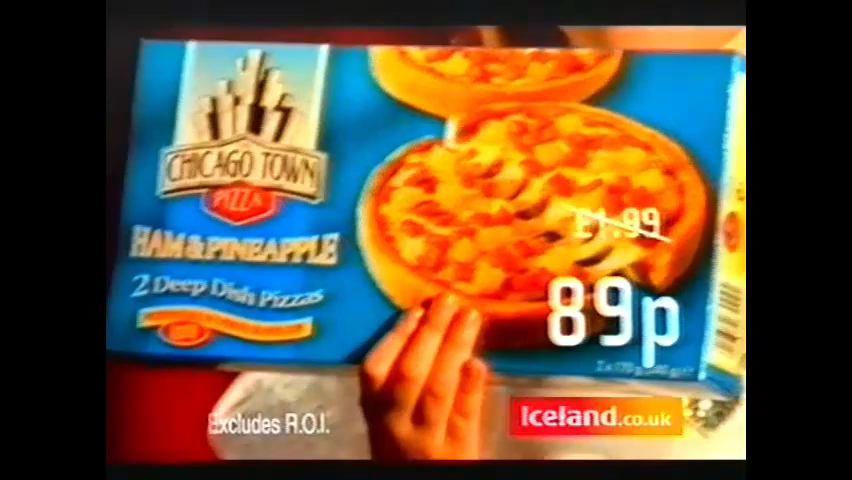 CHICAGO TOWN
PIZZA
HAM & PINEAPPLE
2 Deep Dish Pizzas
£1.99
89p
Excludes R.O.I.
Iceland.co.uk